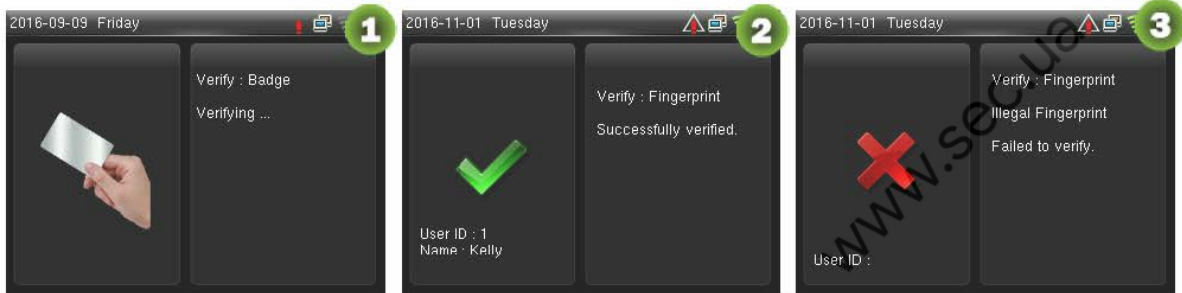 2016-09-09 Friday
1
Verify : Badge
Verifying ...
2016-11-01 Tuesday
2
Verify : Fingerprint
Successfully verified.
User ID : 1
Name : Kelly
2016-11-01 Tuesday
3
Verify : Fingerprint
Illegal Fingerprint
Failed to verify.
User ID :
www.sec.ua